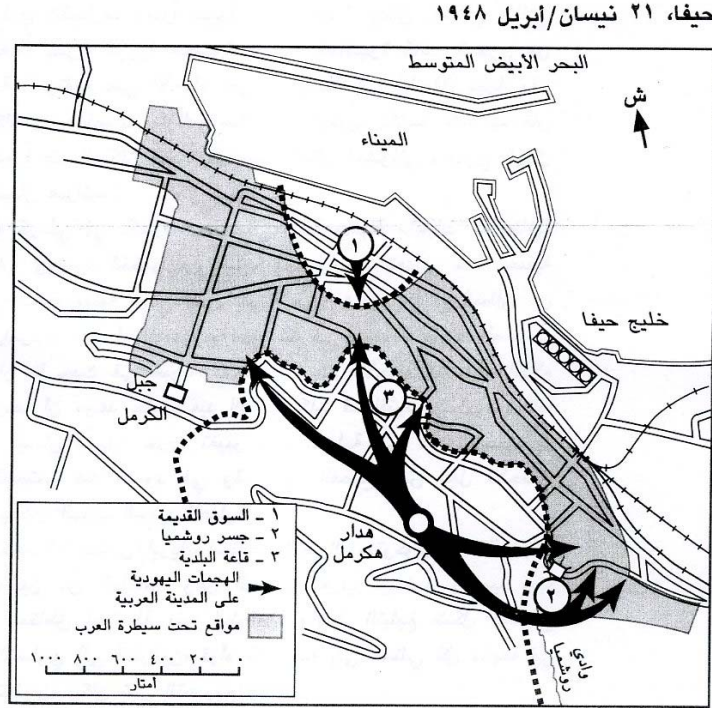 حيفا، ٢١ نيسان/أبريل ١٩٤٨
البحر الأبيض المتوسط
ش
الميناء
١
خليج حيفا
جبل
الكرمل
٣
هدار
هكرمل
٢
وادي
روشميا
١ ـ السوق القديمة
٢ ـ جسر روشميا
٣ ـ قاعة البلدية
الهجمات اليهودية
على المدينة العربية
مواقع تحت سيطرة العرب
١٠٠٠ ٨٠٠ ٦٠٠ ٤٠٠ ٢٠٠ ٠
أمتار